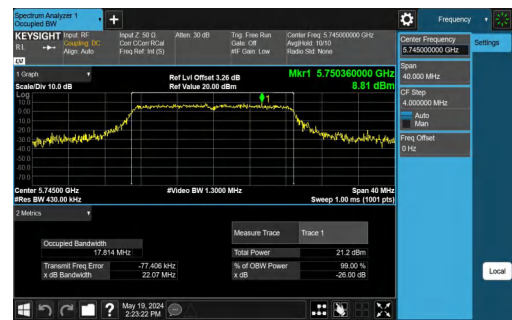 Spectrum Analyzer 1
Occupied BW
Frequency
KEYSIGHT
R L
Input: RF
Coupling: DC
Align: Auto
Input Z: 50 Ω
Corr CCorr RCal
Freq Ref: Int (S)
Atten: 30 dB
Trig: Free Run
Gate: Off
#IF Gain: Low
Center Freq: 5.745000000 GHz
Avg|Hold: 10/10
Radio Std: None
Center Frequency
5.745000000 GHz
Settings
Span
40.000 MHz
CF Step
4.000000 MHz
Auto
Man
Freq Offset
0 Hz
Local
LXI
1 Graph
Scale/Div 10.0 dB
Ref Lvl Offset 3.26 dB
Ref Value 20.00 dBm
Mkr1 5.750360000 GHz
8.81 dBm
Log
10.0
0.00
-10.0
-20.0
-30.0
-40.0
-50.0
-60.0
-70.0
1
Center 5.74500 GHz
#Res BW 430.00 kHz
#Video BW 1.3000 MHz
Span 40 MHz
Sweep 1.00 ms (1001 pts)
2 Metrics
Measure Trace
Trace 1
Occupied Bandwidth
17.814 MHz
Total Power
21.2 dBm
Transmit Freq Error
-77.406 kHz
% of OBW Power
99.00 %
x dB Bandwidth
22.07 MHz
x dB
-26.00 dB
?
May 19, 2024
2:23:22 PM